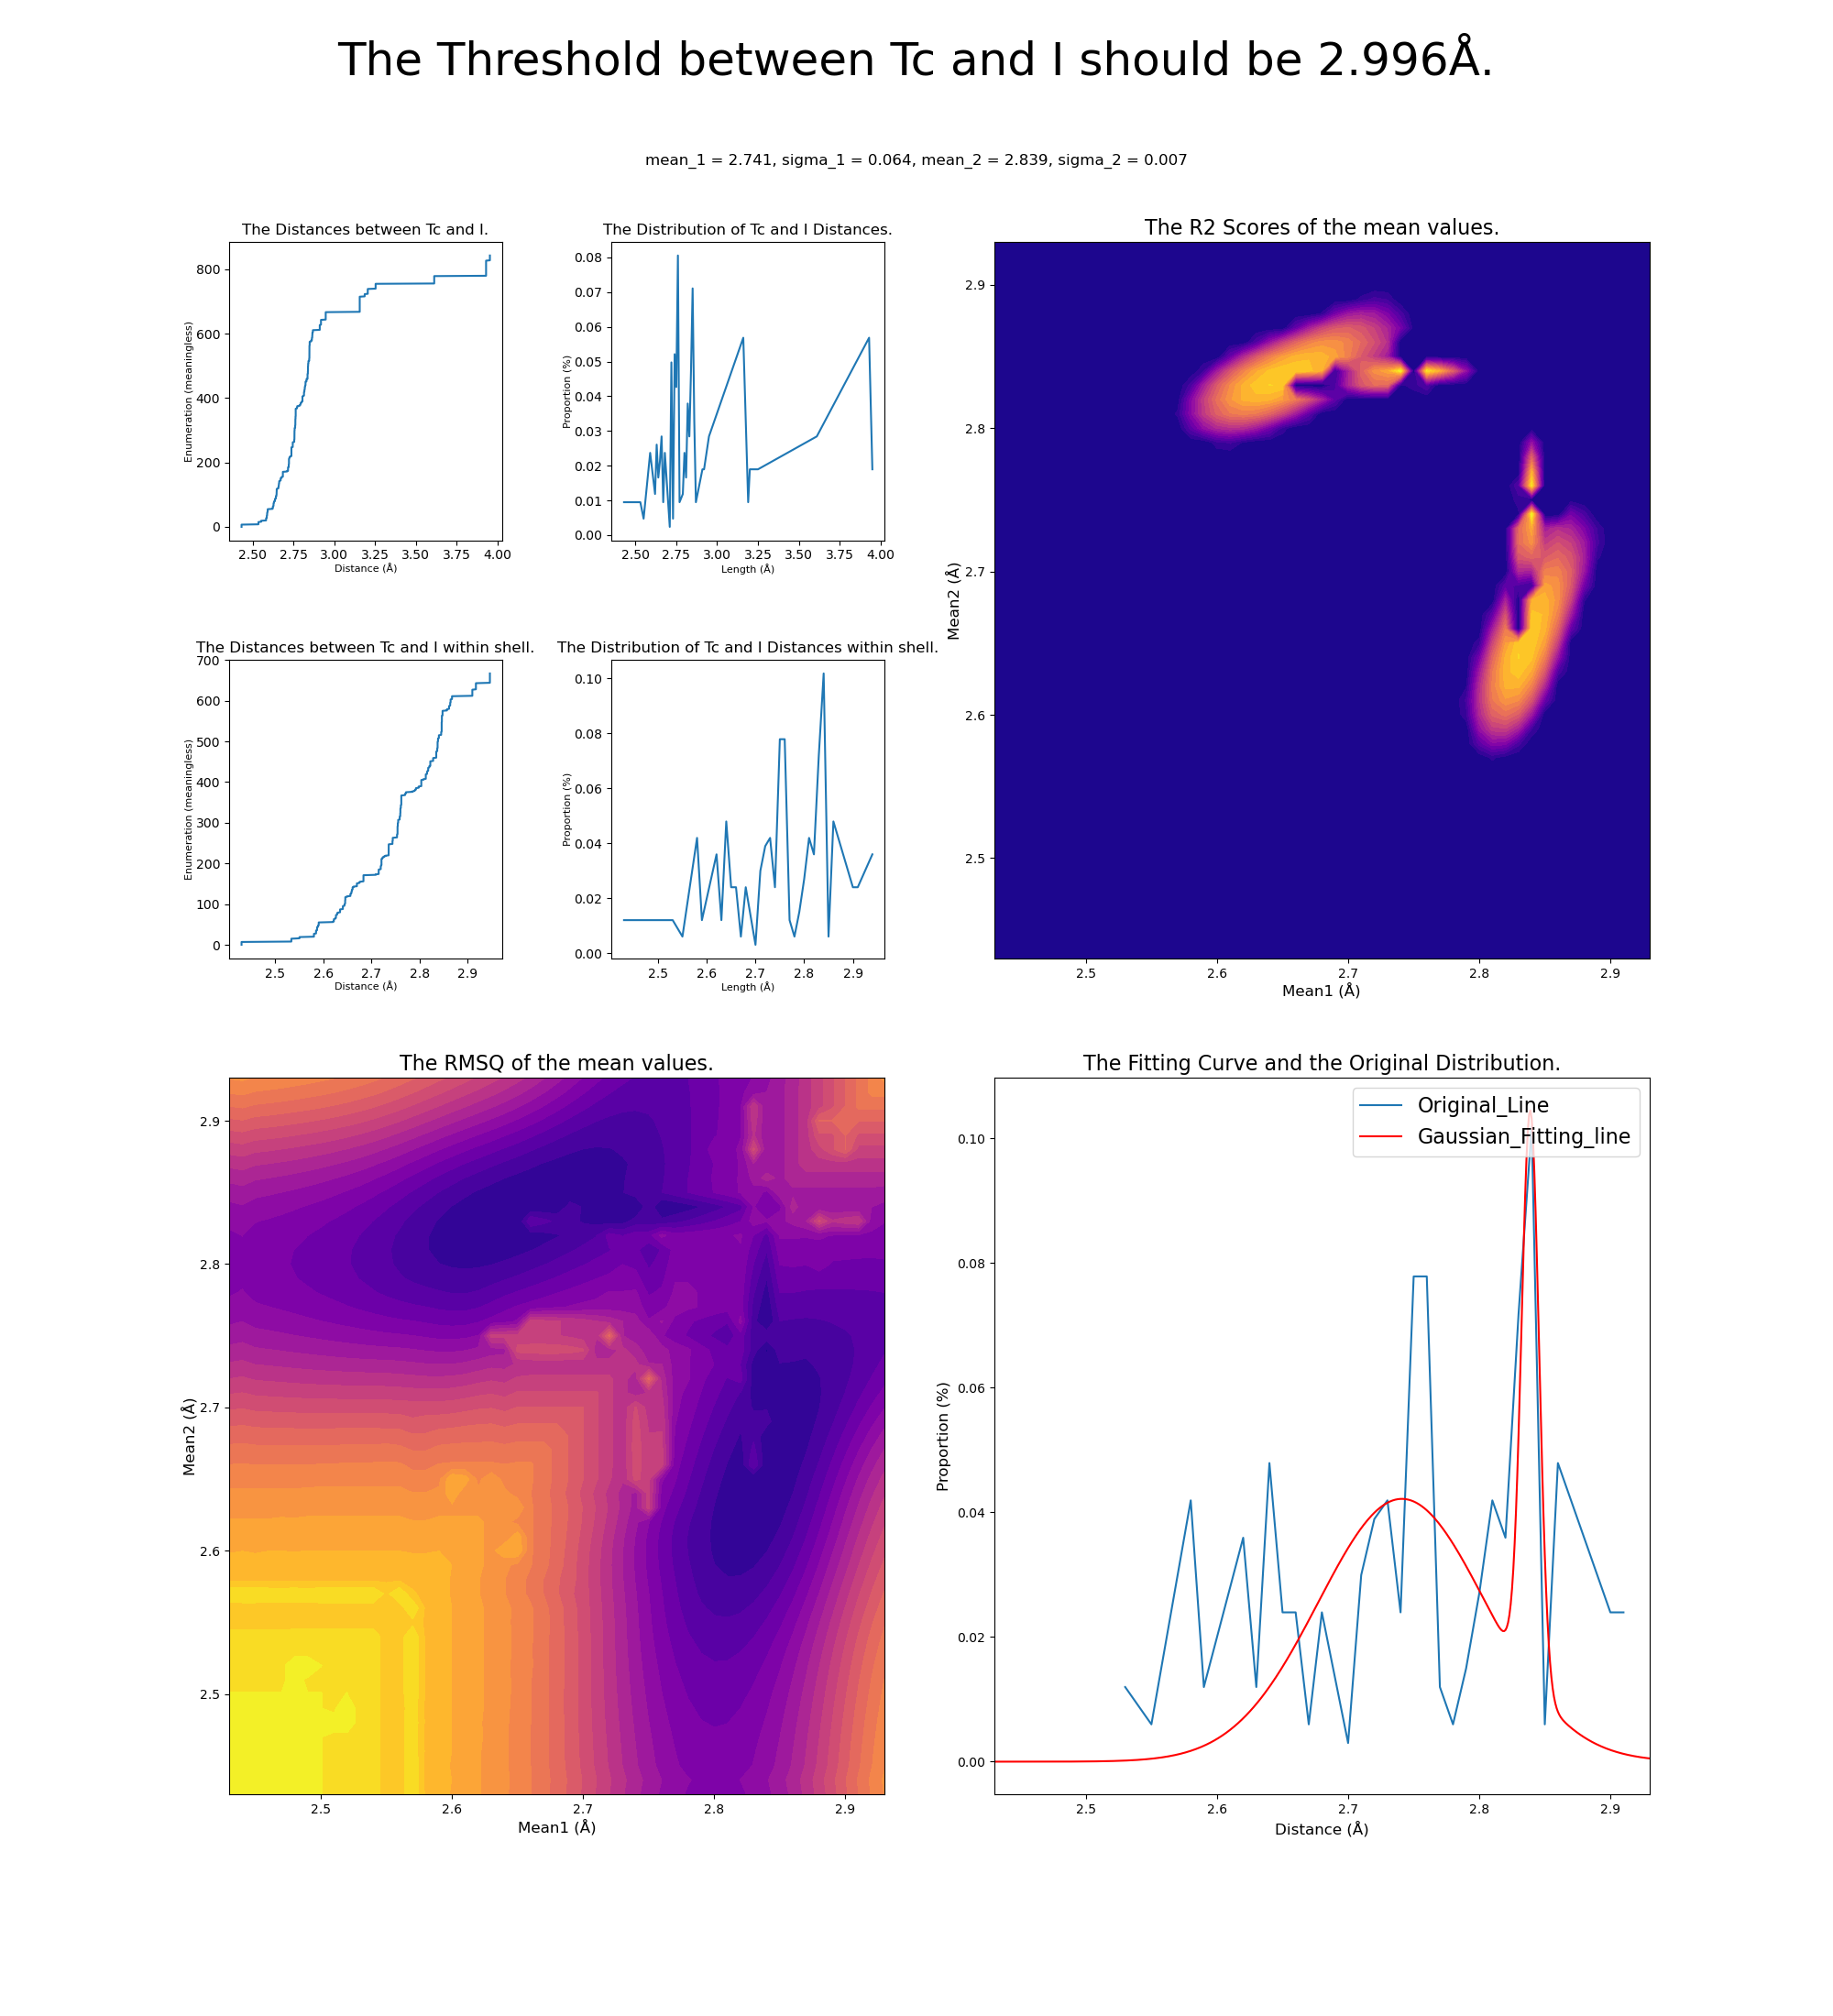 The Threshold between Tc and I should be 2.996Å.
mean_1 = 2.741, sigma_1 = 0.064, mean_2 = 2.839, sigma_2 = 0.007
The Distances between Tc and I.
800
600
400
200
0
Enumeration (meaningless)
2.50 2.75 3.00 3.25 3.50 3.75 4.00
Distance (Å)
The Distribution of Tc and I Distances.
0.08
0.07
0.06
0.05
0.04
0.03
0.02
0.01
0.00
Proportion (%)
2.50 2.75 3.00 3.25 3.50 3.75 4.00
Length (Å)
The R2 Scores of the mean values.
2.9
2.8
2.7
2.6
2.5
Mean2 (Å)
2.5 2.6 2.7 2.8 2.9
Mean1 (Å)
The Distances between Tc and I within shell.
700
600
500
400
300
200
100
0
Enumeration (meaningless)
2.5 2.6 2.7 2.8 2.9
Distance (Å)
The Distribution of Tc and I Distances within shell.
0.10
0.08
0.06
0.04
0.02
0.00
Proportion (%)
2.5 2.6 2.7 2.8 2.9
Length (Å)
The RMSQ of the mean values.
2.9
2.8
2.7
2.6
2.5
Mean2 (Å)
2.5 2.6 2.7 2.8 2.9
Mean1 (Å)
The Fitting Curve and the Original Distribution.
Original_Line
Gaussian_Fitting_line
0.10
0.08
0.06
0.04
0.02
0.00
Proportion (%)
2.5 2.6 2.7 2.8 2.9
Distance (Å)